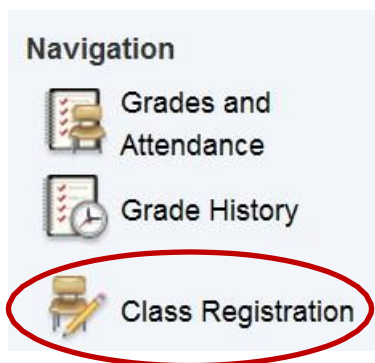 Navigation
Grades and
Attendance
Grade History
Class Registration